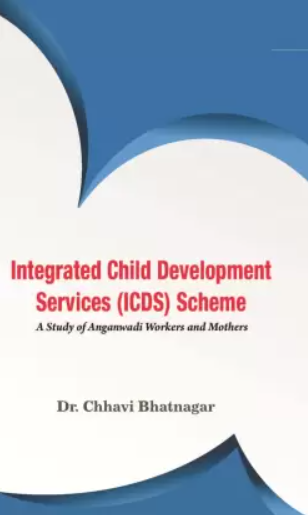 Integrated Child Development
Services (ICDS) Scheme
A Study of Anganwadi Workers and Mothers
Dr. Chhavi Bhatnagar